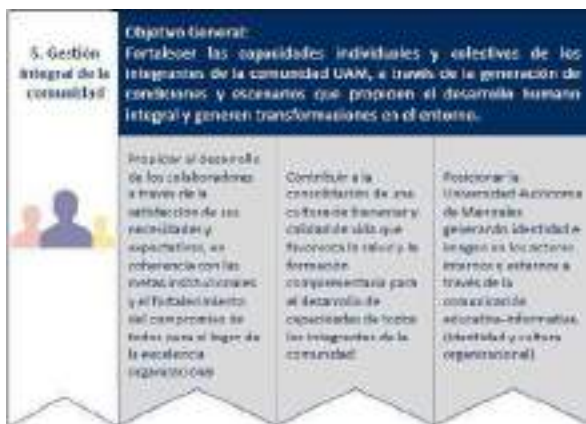 5. Gestión
integral de la
comunidad
Objetivo General:
Fortalecer las capacidades individuales y colectivas de los
integrantes de la comunidad UAM, a través de la generación de
condiciones y escenarios que propicien el desarrollo humano
integral y generen transformaciones en el entorno.
Propiciar el desarrollo
de los colaboradores
a través de la
satisfacción de sus
necesidades y
expectativas, en
coherencia con las
metas institucionales
y el fortalecimiento
del compromiso de
todos para el logro de
la excelencia
organizacional
Contribuir a la
consolidación de una
cultura de bienestar y
calidad de vida que
favorezca la salud y la
formación
complementaria para
el desarrollo de
capacidades de todos
los integrantes de la
comunidad
Posicionar la
Universidad Autónoma
de Manizales
generando identidad e
imagen en los actores
internos y externos a
través de la
comunicación
educativa-informativa.
(Identidad y cultura
organizacional)